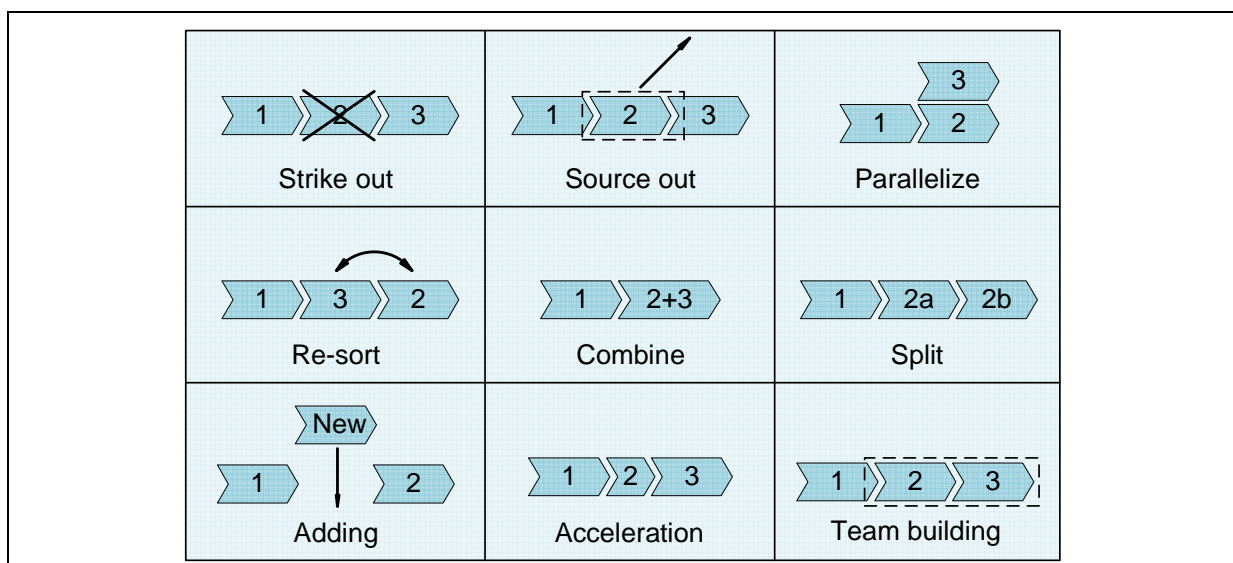 1 2 3
Strike out
1 2 3
Source out
3
1 2
Parallelize
1 3 2
Re-sort
1 2+3
Combine
1 2a 2b
Split
New
1 2
Adding
1 2 3
Acceleration
1 2 3
Team building